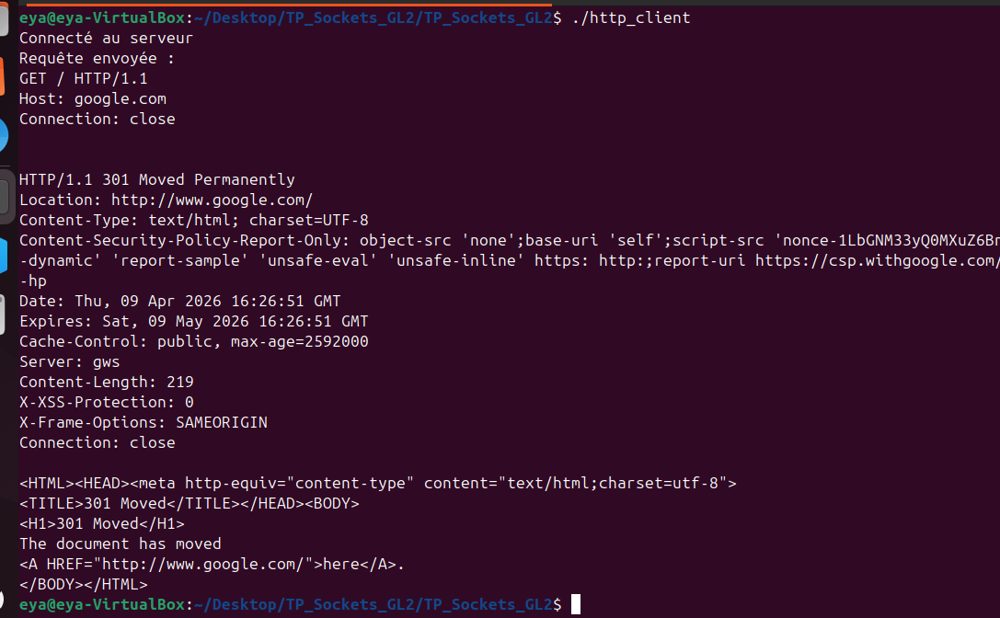 eya@eya-VirtualBox:~/Desktop/TP_Sockets_GL2/TP_Sockets_GL2$ ./http_client
Connecté au serveur
Requête envoyée :
GET / HTTP/1.1
Host: google.com
Connection: close
HTTP/1.1 301 Moved Permanently
Location: http://www.google.com/
Content-Type: text/html; charset=UTF-8
Content-Security-Policy-Report-Only: object-src 'none';base-uri 'self';script-src 'nonce-1LbGNM33yQ0MXuZ6Br
-dynamic' 'report-sample' 'unsafe-eval' 'unsafe-inline' https: http:;report-uri https://csp.withgoogle.com/
-hp
Date: Thu, 09 Apr 2026 16:26:51 GMT
Expires: Sat, 09 May 2026 16:26:51 GMT
Cache-Control: public, max-age=2592000
Server: gws
Content-Length: 219
X-XSS-Protection: 0
X-Frame-Options: SAMEORIGIN
Connection: close
<HTML><HEAD><meta http-equiv="content-type" content="text/html;charset=utf-8">
<TITLE>301 Moved</TITLE></HEAD><BODY>
<H1>301 Moved</H1>
The document has moved
<A HREF="http://www.google.com/">here</A>.
</BODY></HTML>
eya@eya-VirtualBox:~/Desktop/TP_Sockets_GL2/TP_Sockets_GL2$